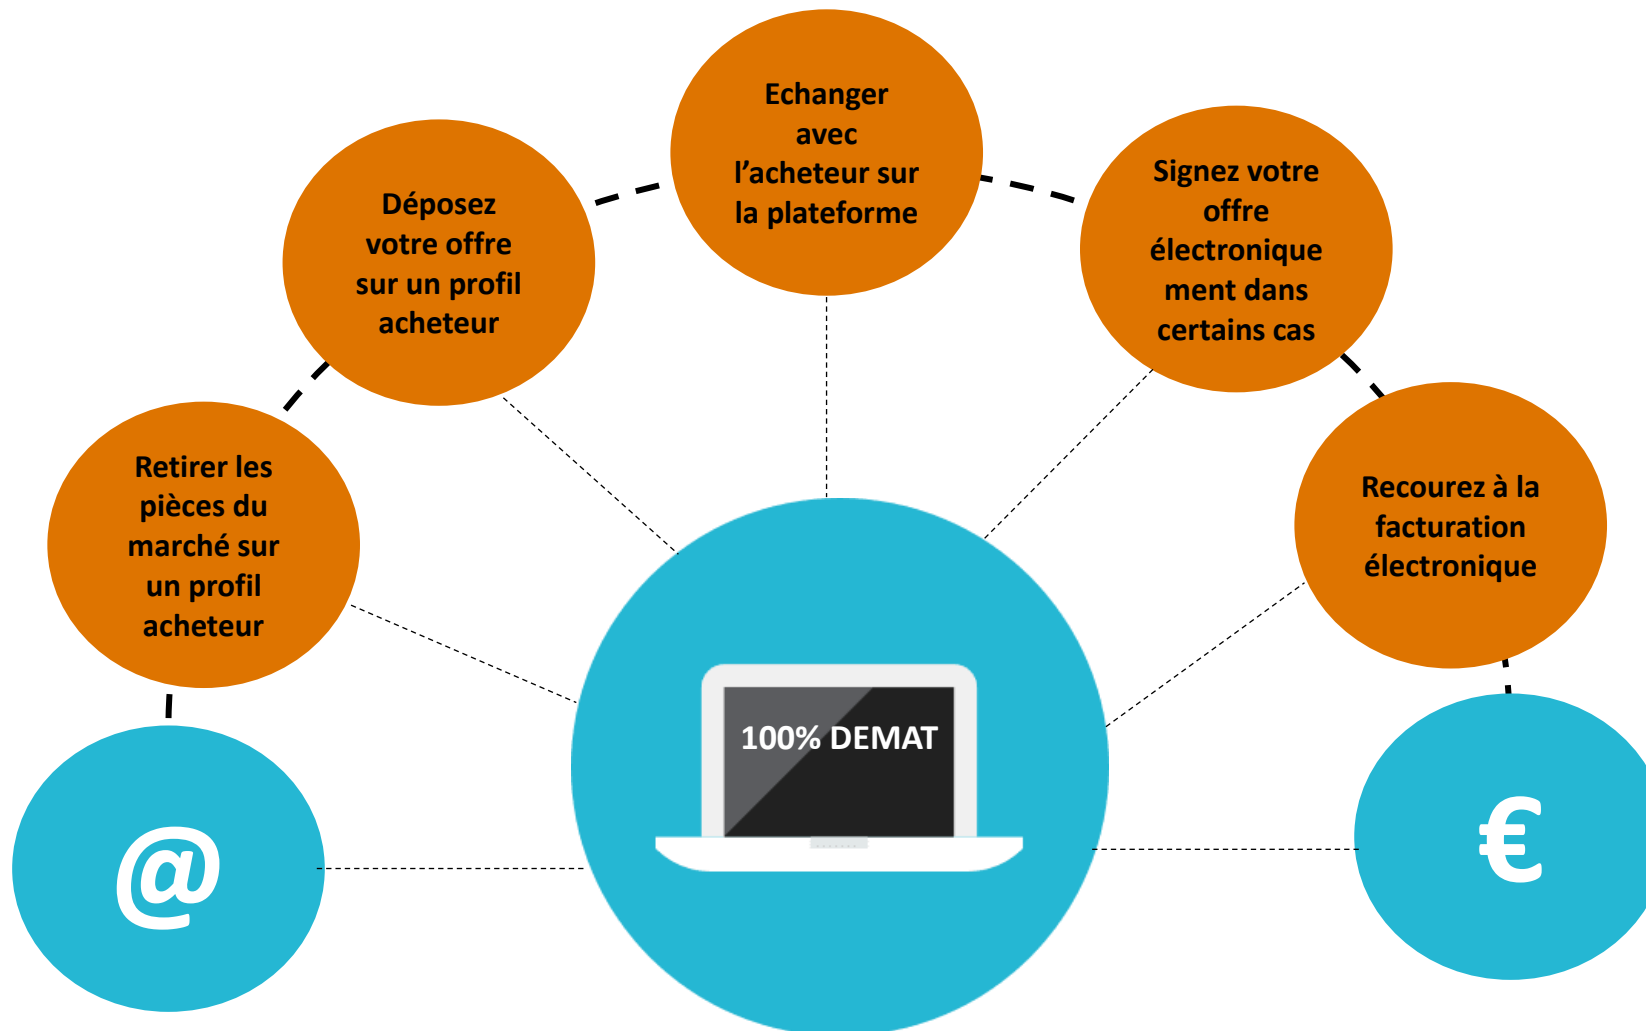 Echanger
avec
l’acheteur sur
la plateforme
Déposez
votre offre
sur un profil
acheteur
Signez votre
offre
électronique
ment dans
certains cas
Retirer les
pièces du
marché sur
un profil
acheteur
Recourez à la
facturation
électronique
100% DEMAT
@
€